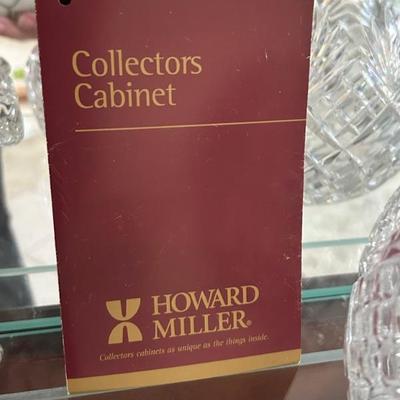 Collectors
Cabinet
HOWARD
MILLER®
Collectors cabinets as unique as the things inside.